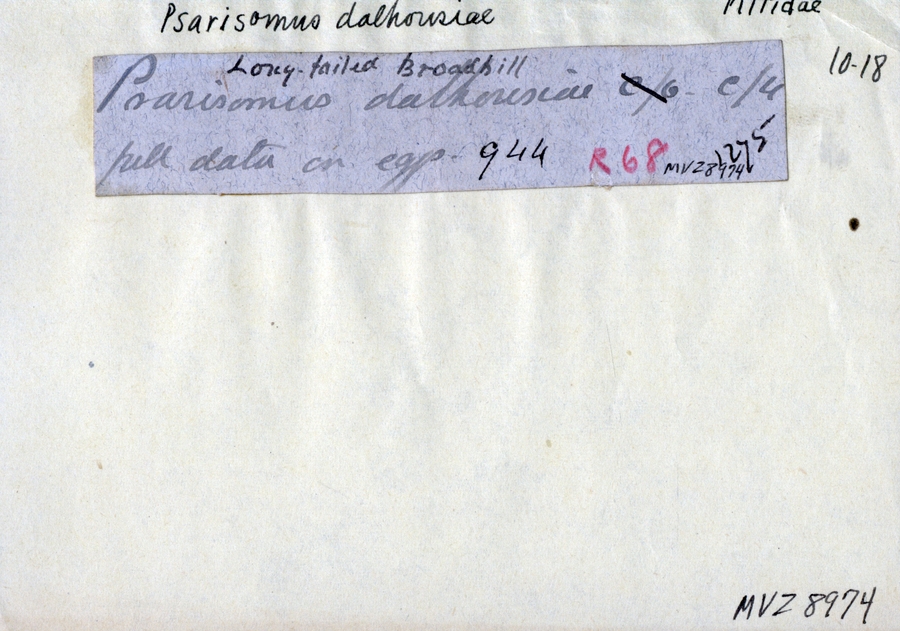 Psarisomus dalhousiae
10-18
Long-tailed Broadbill
Psarisomus dalhousiae c/6 c/4
full data on egg. 944 R68 MVZ8974
MVZ 8974